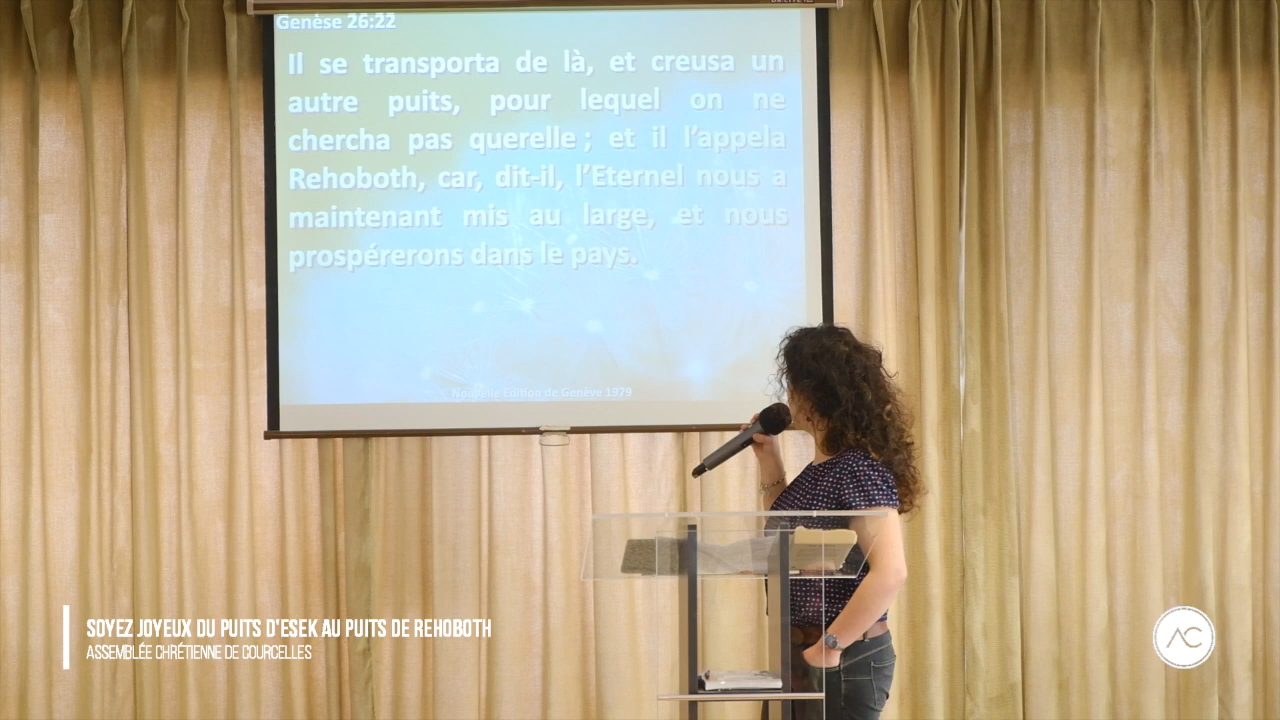 Genèse 26:22
Il se transporta de là, et creusa un
autre puits, pour lequel on ne
chercha pas querelle ; et il l'appela
Rehoboth, car, dit-il, l'Eternel nous a
maintenant mis au large, et nous
prospérerons dans le pays.
Nouvelle Edition de Genève 1979
SOYEZ JOYEUX DU PUITS D'ESEK AU PUITS DE REHOBOTH
ASSEMBLÉE CHRÉTIENNE DE COURCELLES
AC